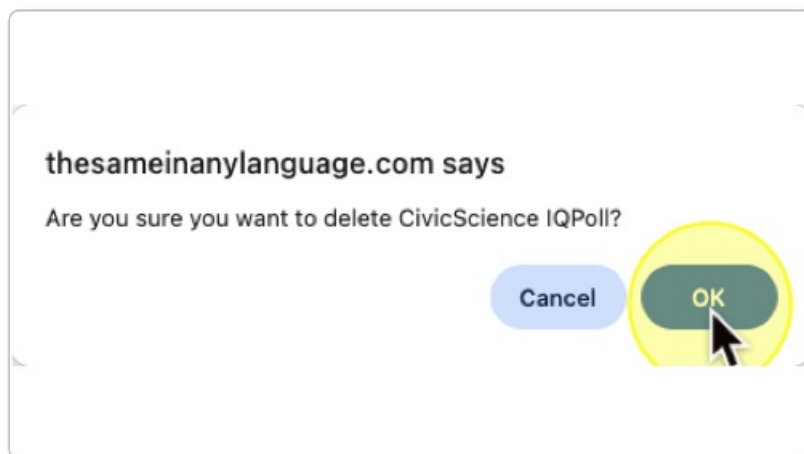 thesameinanylanguage.com says
Are you sure you want to delete CivicScience IQPoll?
Cancel OK